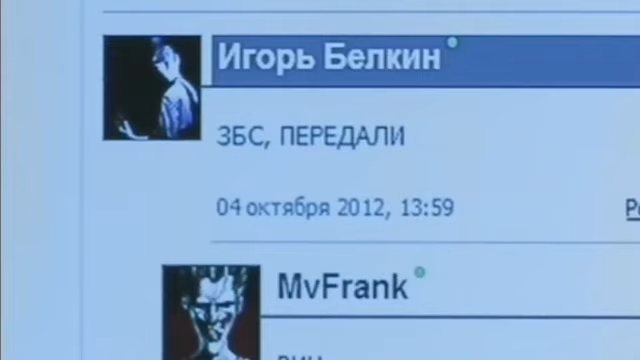 Игорь Белкин
ЗБС, ПЕРЕДАЛИ
04 октября 2012, 13:59
MvFrank